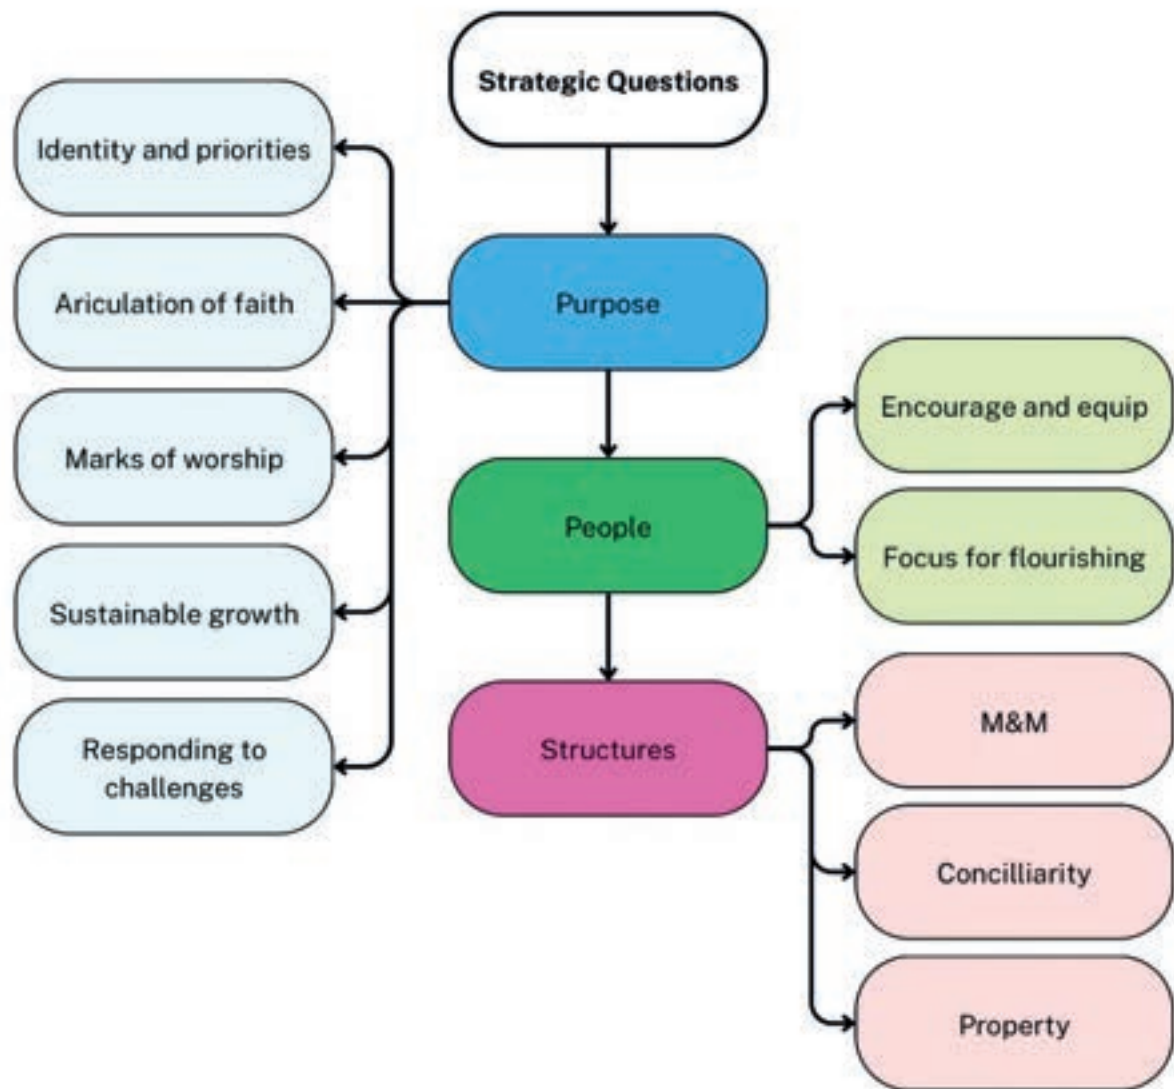 Strategic Questions
Purpose
Identity and priorities
Ariculation of faith
Marks of worship
Sustainable growth
Responding to
challenges
People
Encourage and equip
Focus for flourishing
Structures
M&M
Concilliarity
Property